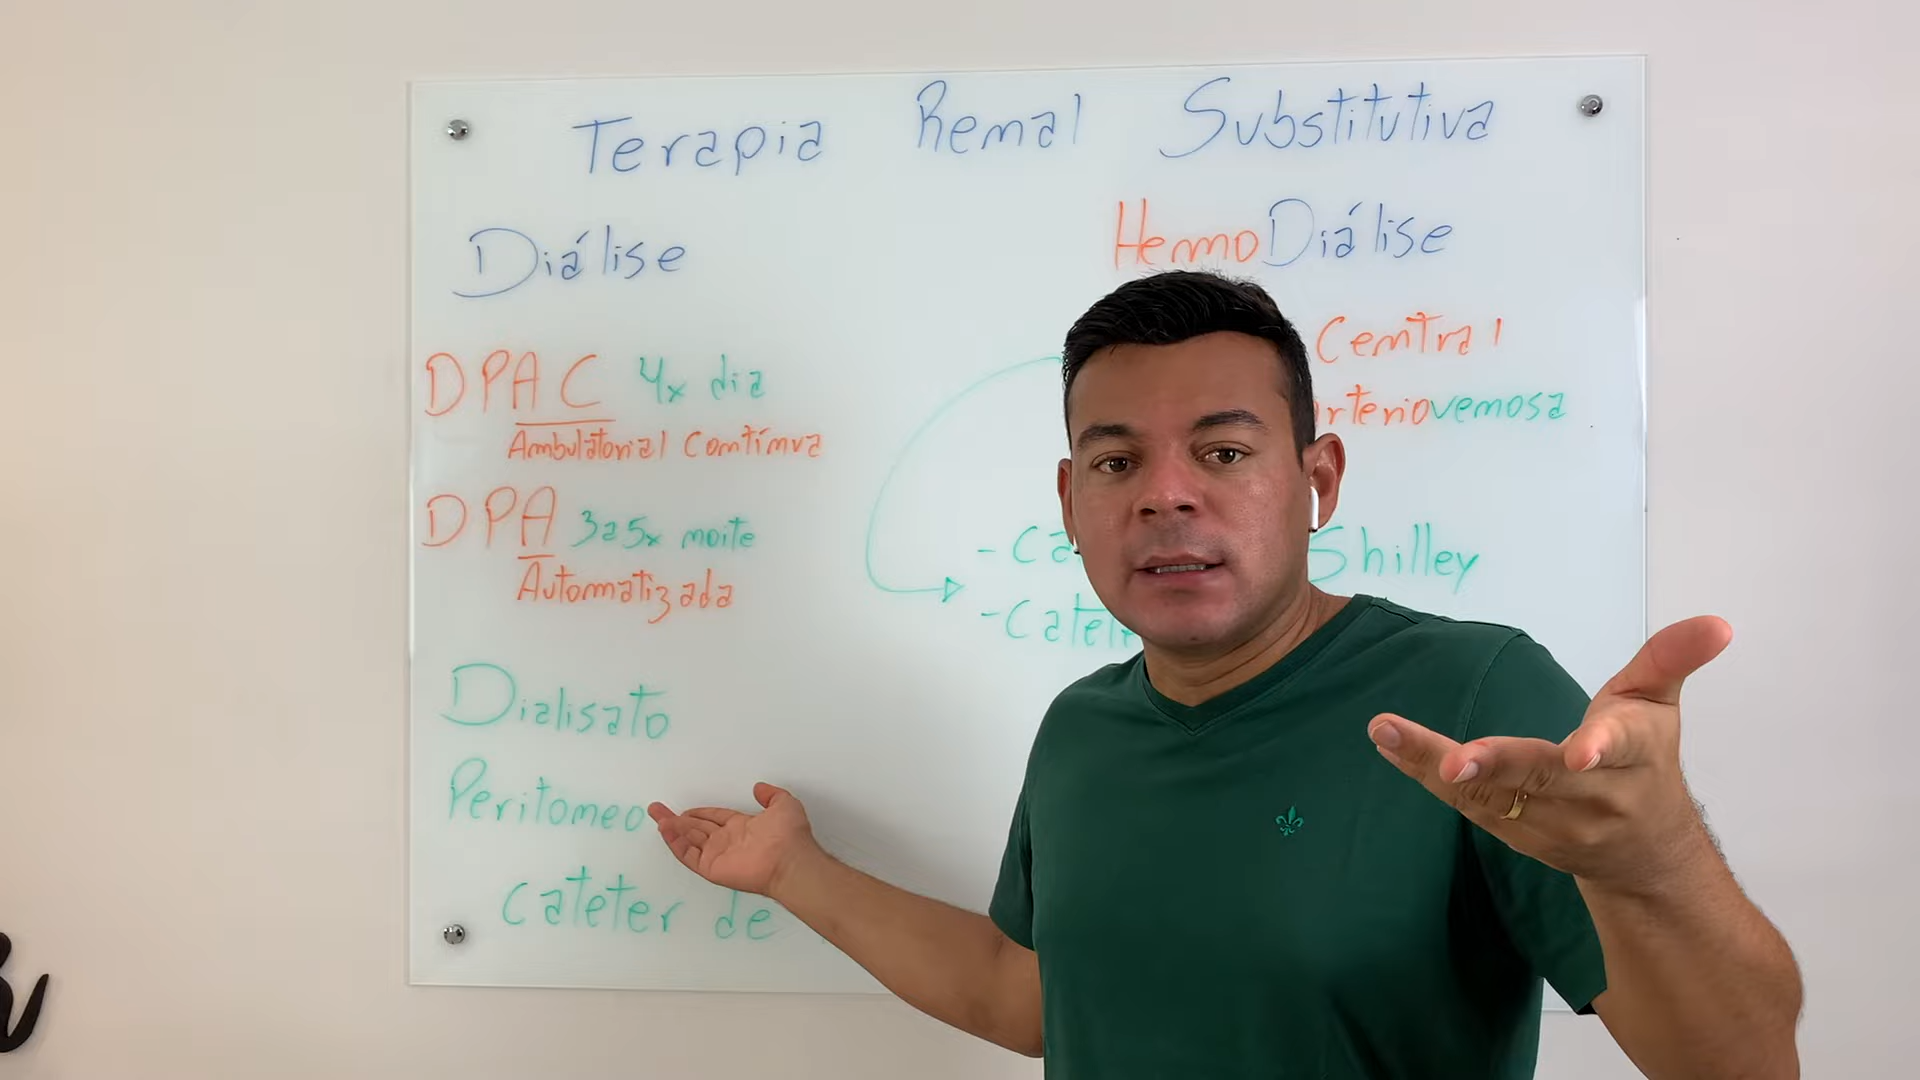 Terapia Renal Substitutiva
Diálise
HemoDiálise
DPAC 4x dia
Ambulatorial Contínua
DPA 3a5x noite
Automatizada
Dialisato
Peritoneo
cateter de
Central
arteriovenosa
Shilley